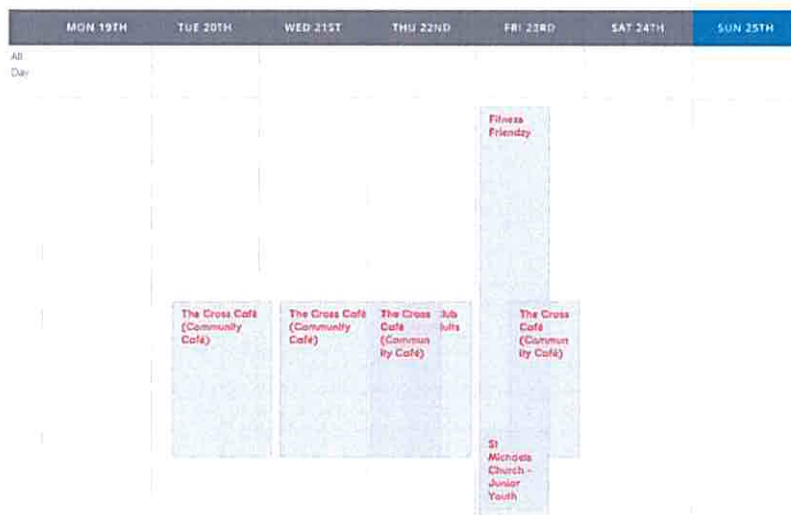 MON 19TH
TUE 20TH
WED 21ST
THU 22ND
FRI 23RD
SAT 24TH
SUN 25TH
All
Day
Fitness
Friendzy
The Cross Café
(Community
Café)
The Cross Café
(Community
Café)
The Cross
Café
(Commun
ity Café)
The Cross
Café
(Commun
ity Café)
St
Michaels
Church -
Junior
Youth